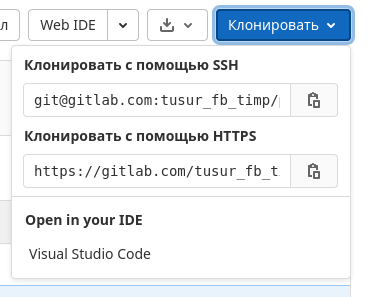 л
Web IDE
Клонировать
Клонировать с помощью SSH
git@gitlab.com:tusur_fb_timp/
Клонировать с помощью HTTPS
https://gitlab.com/tusur_fb_t
Open in your IDE
Visual Studio Code